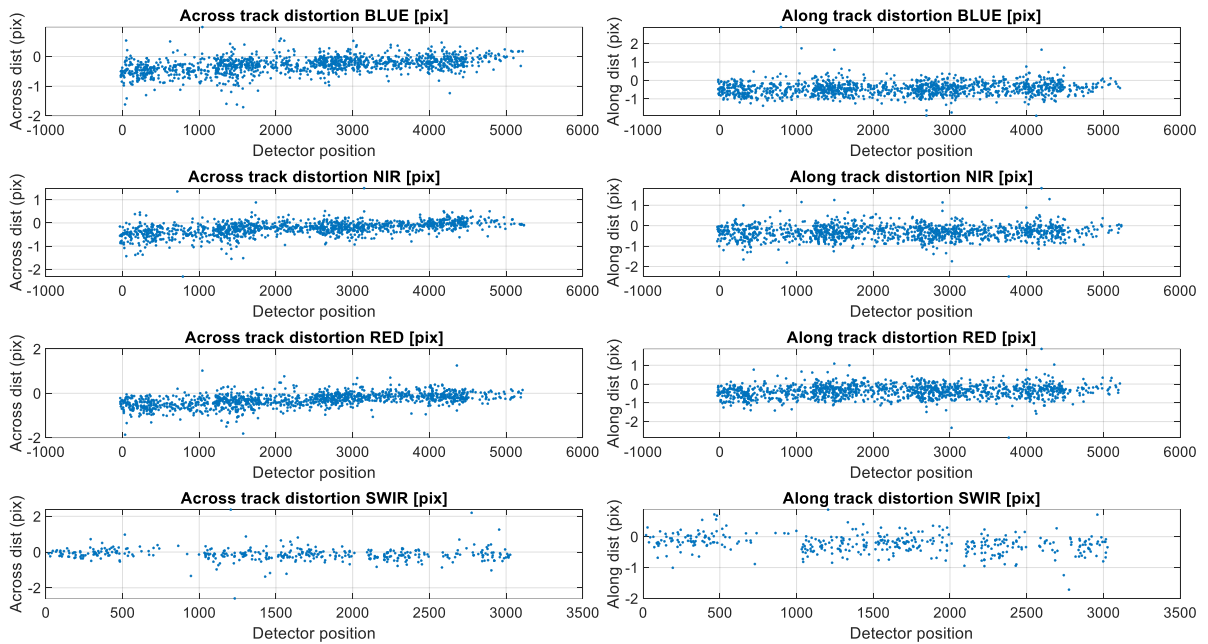 Across track distortion BLUE [pix]
Across dist (pix)
0
-1
-2
-1000 0 1000 2000 3000 4000 5000 6000
Detector position
Along track distortion BLUE [pix]
Along dist (pix)
2
1
0
-1
-1000 0 1000 2000 3000 4000 5000 6000
Detector position
Across track distortion NIR [pix]
Across dist (pix)
1
0
-1
-2
-1000 0 1000 2000 3000 4000 5000 6000
Detector position
Along track distortion NIR [pix]
Along dist (pix)
1
0
-1
-2
-1000 0 1000 2000 3000 4000 5000 6000
Detector position
Across track distortion RED [pix]
Across dist (pix)
2
0
-2
-1000 0 1000 2000 3000 4000 5000 6000
Detector position
Along track distortion RED [pix]
Along dist (pix)
1
0
-1
-2
-1000 0 1000 2000 3000 4000 5000 6000
Detector position
Across track distortion SWIR [pix]
Across dist (pix)
2
0
-2
0 500 1000 1500 2000 2500 3000 3500
Detector position
Along track distortion SWIR [pix]
Along dist (pix)
0
-1
-2
0 500 1000 1500 2000 2500 3000 3500
Detector position